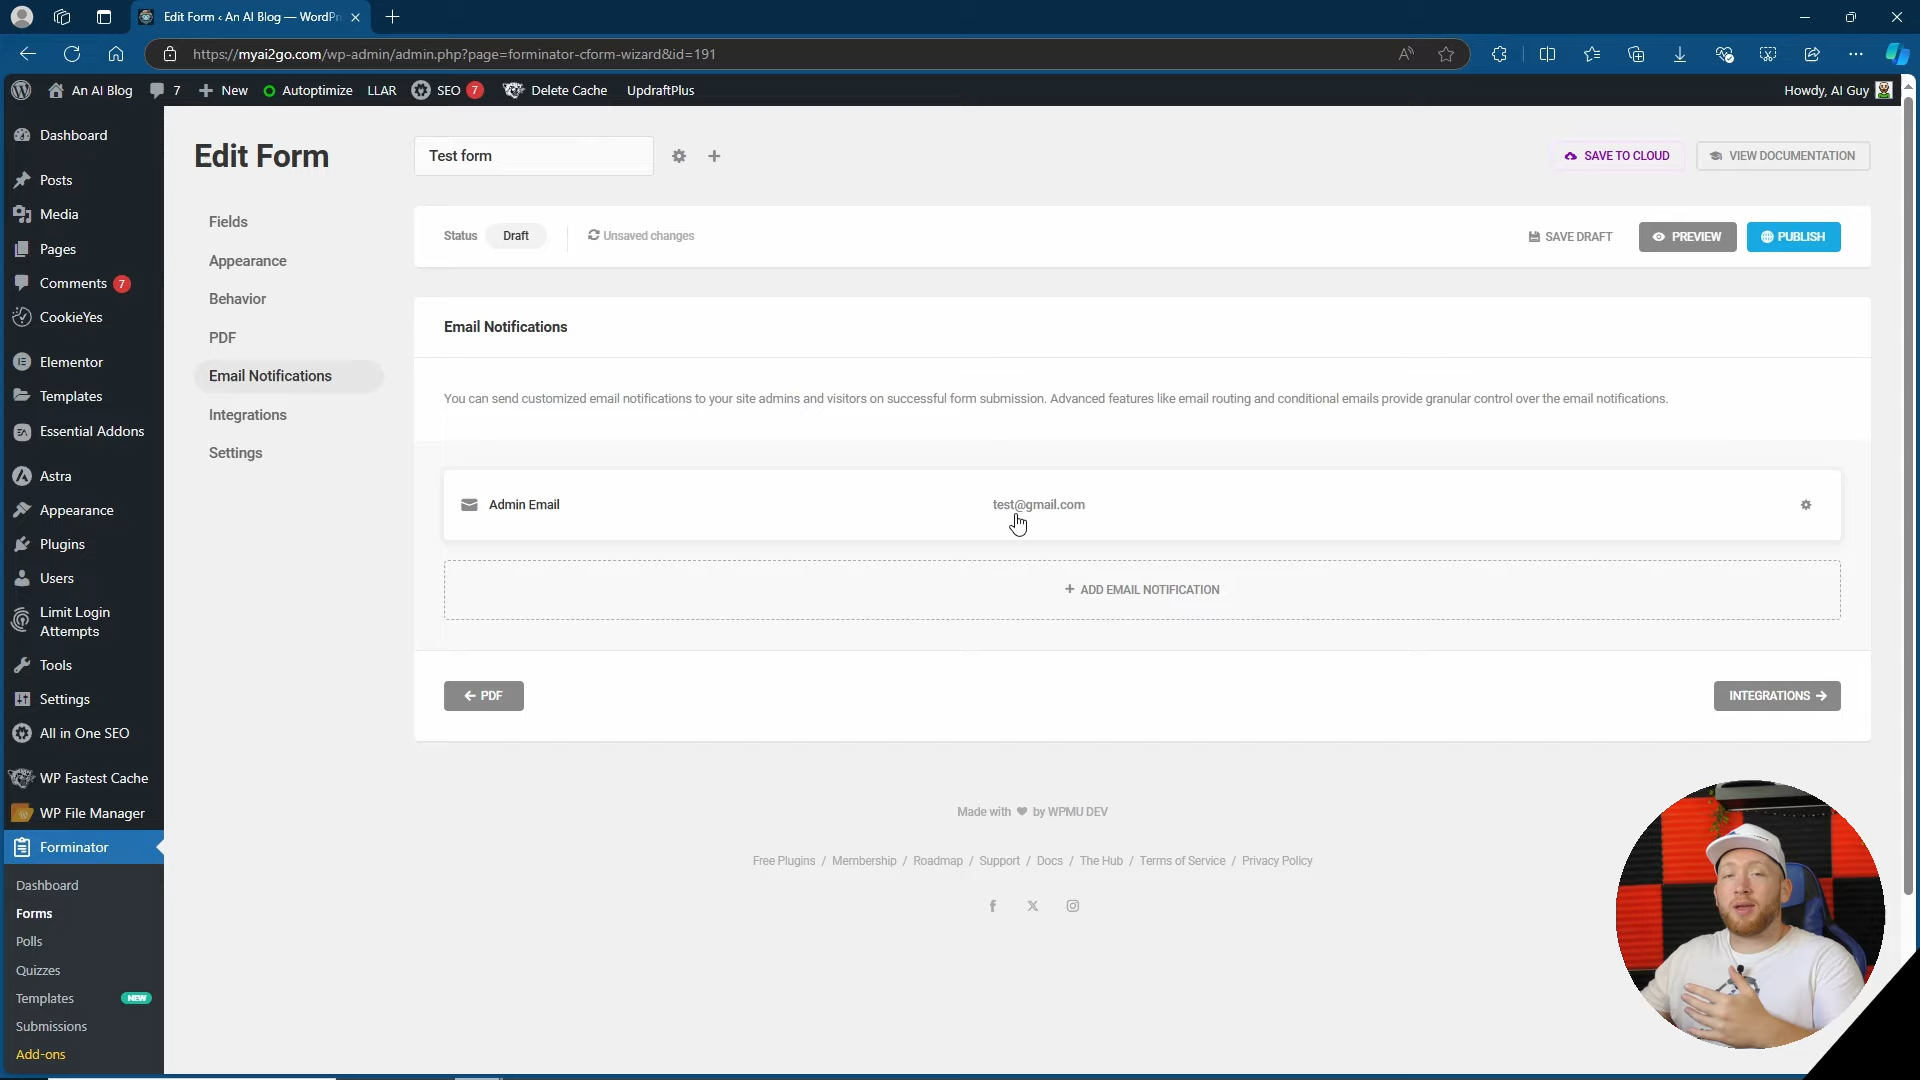 Edit Form ‹ An AI Blog — WordPr
https://myai2go.com/wp-admin/admin.php?page=forminator-cform-wizard&id=191
An AI Blog
7
New
Autoptimize
LLAR
SEO
7
Delete Cache
UpdraftPlus
Howdy, AI Guy
Dashboard
Posts
Media
Pages
Comments 7
CookieYes
Elementor
Templates
Essential Addons
Astra
Appearance
Plugins
Users
Limit Login
Attempts
Tools
Settings
All in One SEO
WP Fastest Cache
WP File Manager
Forminator
Dashboard
Forms
Polls
Quizzes
Templates NEW
Submissions
Add-ons
Edit Form
Test form
SAVE TO CLOUD
VIEW DOCUMENTATION
Fields
Appearance
Behavior
PDF
Email Notifications
Integrations
Settings
Status Draft
Unsaved changes
SAVE DRAFT
PREVIEW
PUBLISH
Email Notifications
You can send customized email notifications to your site admins and visitors on successful form submission. Advanced features like email routing and conditional emails provide granular control over the email notifications.
Admin Email
test@gmail.com
+ ADD EMAIL NOTIFICATION
← PDF
INTEGRATIONS →
Made with ♥ by WPMU DEV
Free Plugins / Membership / Roadmap / Support / Docs / The Hub / Terms of Service / Privacy Policy